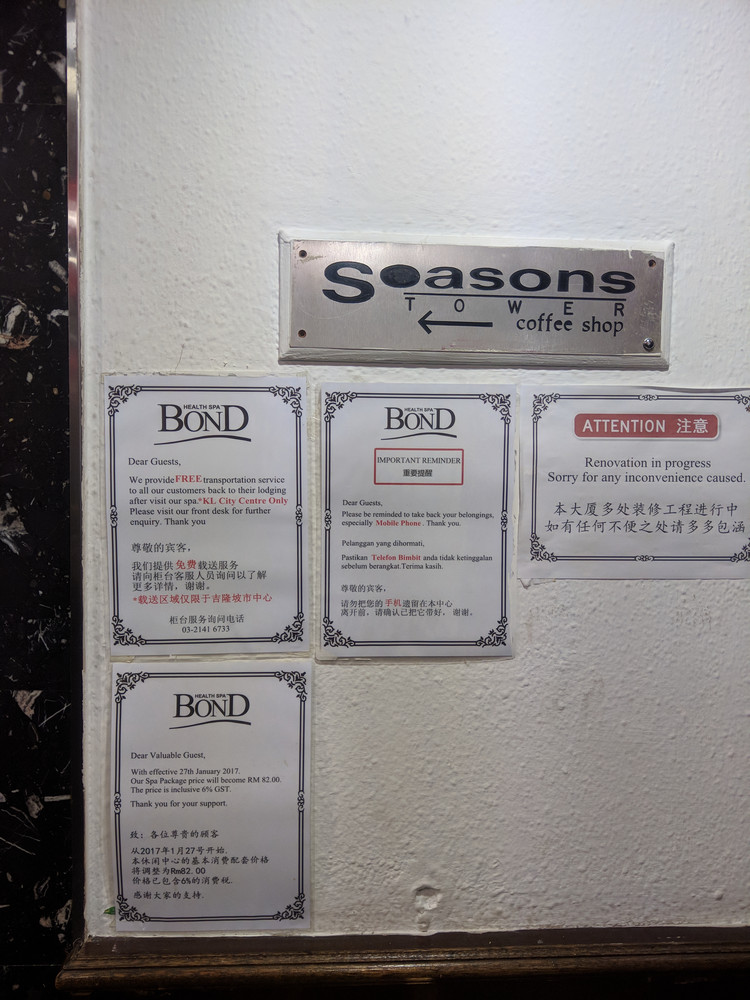 Seasons
TOWER
coffee shop
HEALTH SPA
BOND
Dear Guests,
We provide FREE transportation service
to all our customers back to their lodging
after visit our spa.*KL City Centre Only
Please visit our front desk for further
enquiry. Thank you
尊敬的宾客，
我们提供 免费 载送服务
请向柜台客服人员询问以了解
更多详情，谢谢。
*载送区域仅限于吉隆坡市中心
柜台服务询问电话
03-2141 6733
HEALTH SPA
BOND
IMPORTANT REMINDER
重要提醒
Dear Guests,
Please be reminded to take back your belongings,
especially Mobile Phone . Thank you.
Pelanggan yang dihormati,
Pastikan Telefon Bimbit anda tidak ketinggalan
sebelum berangkat.Terima kasih.
尊敬的宾客，
请勿把您的 手机 遗留在本中心
离开前，请确认已把它带好。 谢谢。
ATTENTION 注意
Renovation in progress
Sorry for any inconvenience caused.
本大厦多处装修工程进行中
如有任何不便之处请多多包涵
HEALTH SPA
BOND
Dear Valuable Guest,
With effective 27th January 2017.
Our Spa Package price will become RM 82.00.
The price is inclusive 6% GST.
Thank you for your support.
致：各位尊贵的顾客
从2017年1月27号开始.
本休闲中心的基本消费配套价格
将调整为Rm82.00
价格已包含6%的消费税.
感谢大家的支持.